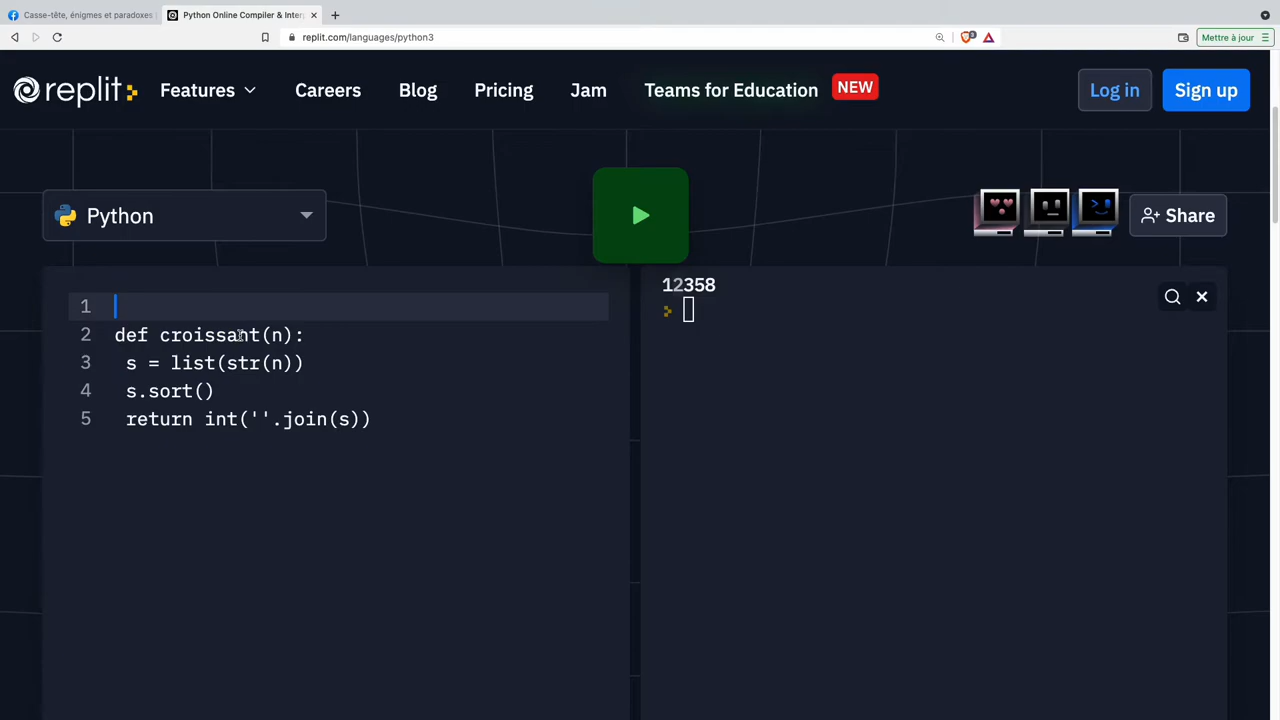 Casse-tête, énigmes et paradoxes
Python Online Compiler & Inter
replit.com/languages/python3
Mettre à jour
replit
Features
Careers
Blog
Pricing
Jam
Teams for Education
NEW
Log in
Sign up
Python
Share
1
2 def croissant(n):
3 s = list(str(n))
4 s.sort()
5 return int(''.join(s))
12358